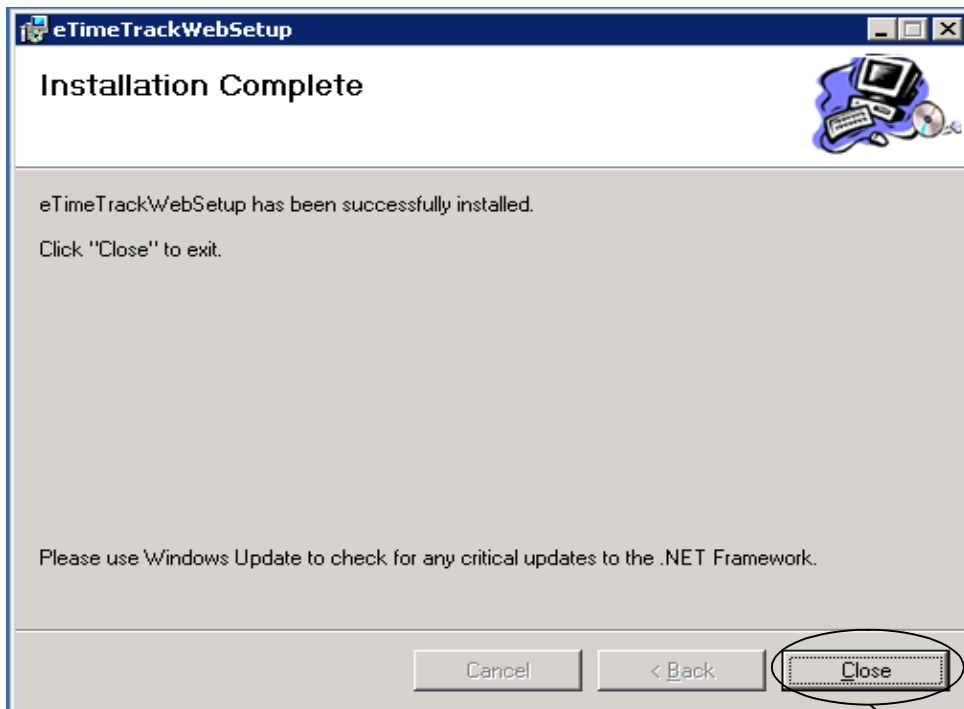 eTimeTrackWebSetup
Installation Complete
eTimeTrackWebSetup has been successfully installed.
Click "Close" to exit.
Please use Windows Update to check for any critical updates to the .NET Framework.
Cancel
< Back
Close